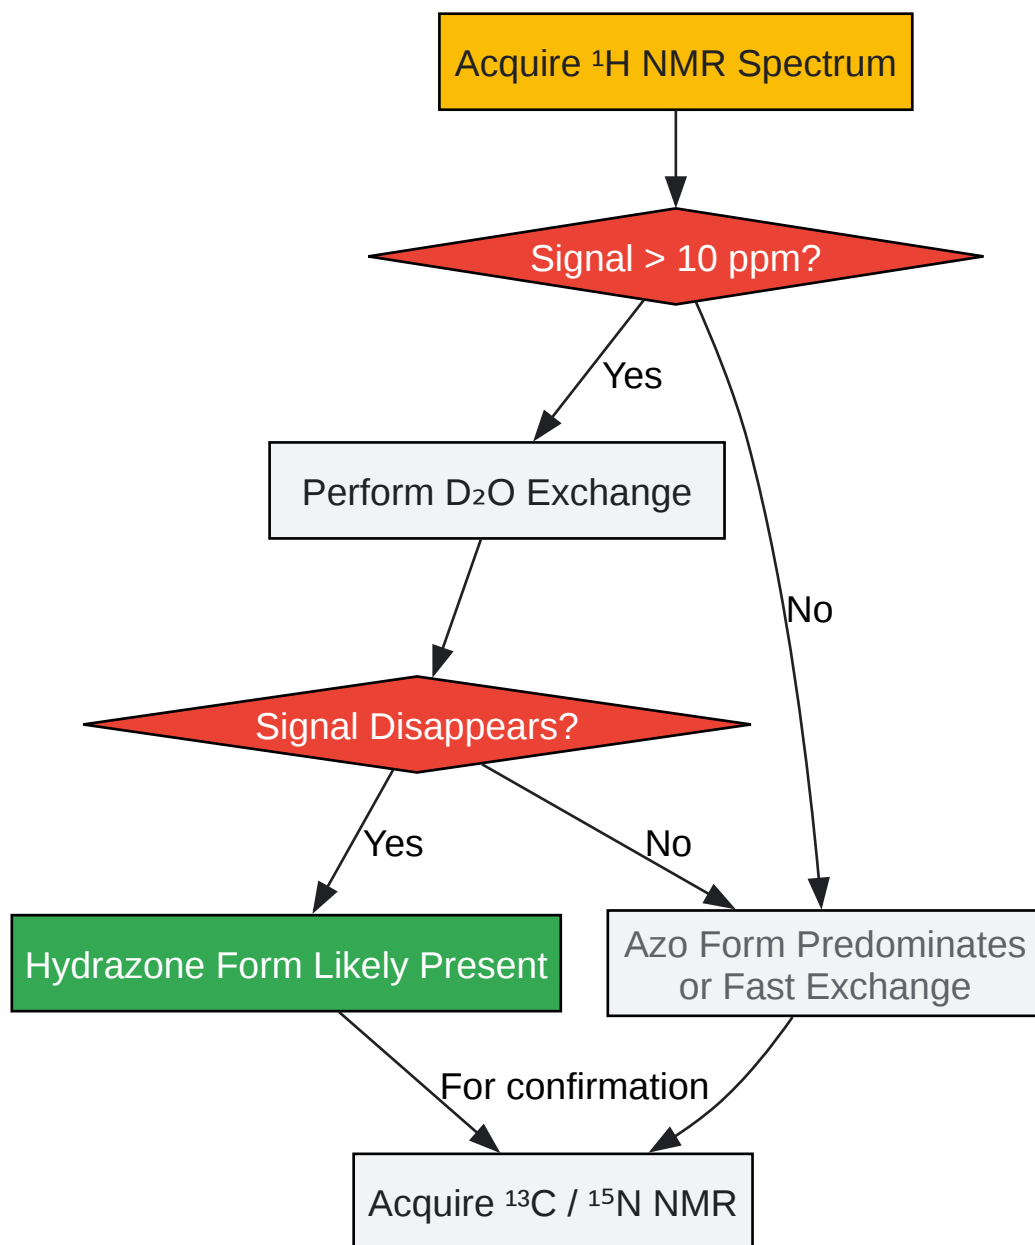 Acquire ¹H NMR Spectrum
Signal > 10 ppm?
Yes
Perform D₂O Exchange
No
Signal Disappears?
Yes
No
Hydrazone Form Likely Present
Azo Form Predominates
or Fast Exchange
For confirmation
Acquire ¹³C / ¹⁵N NMR